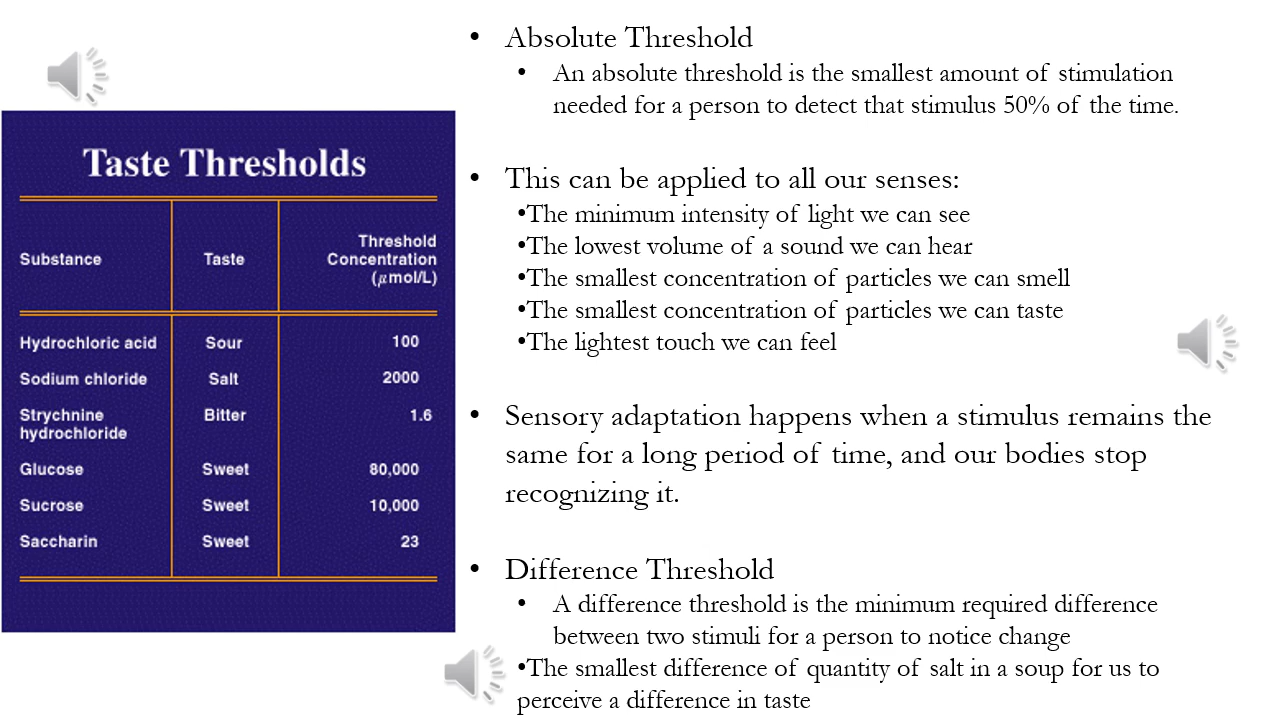 Taste Thresholds
Substance Taste Threshold
Concentration
(μmol/L)
Hydrochloric acid Sour 100
Sodium chloride Salt 2000
Strychnine Bitter 1.6
hydrochloride
Glucose Sweet 80,000
Sucrose Sweet 10,000
Saccharin Sweet 23
• Absolute Threshold
• An absolute threshold is the smallest amount of stimulation
needed for a person to detect that stimulus 50% of the time.
• This can be applied to all our senses:
•The minimum intensity of light we can see
•The lowest volume of a sound we can hear
•The smallest concentration of particles we can smell
•The smallest concentration of particles we can taste
•The lightest touch we can feel
• Sensory adaptation happens when a stimulus remains the
same for a long period of time, and our bodies stop
recognizing it.
• Difference Threshold
• A difference threshold is the minimum required difference
between two stimuli for a person to notice change
•The smallest difference of quantity of salt in a soup for us to
perceive a difference in taste